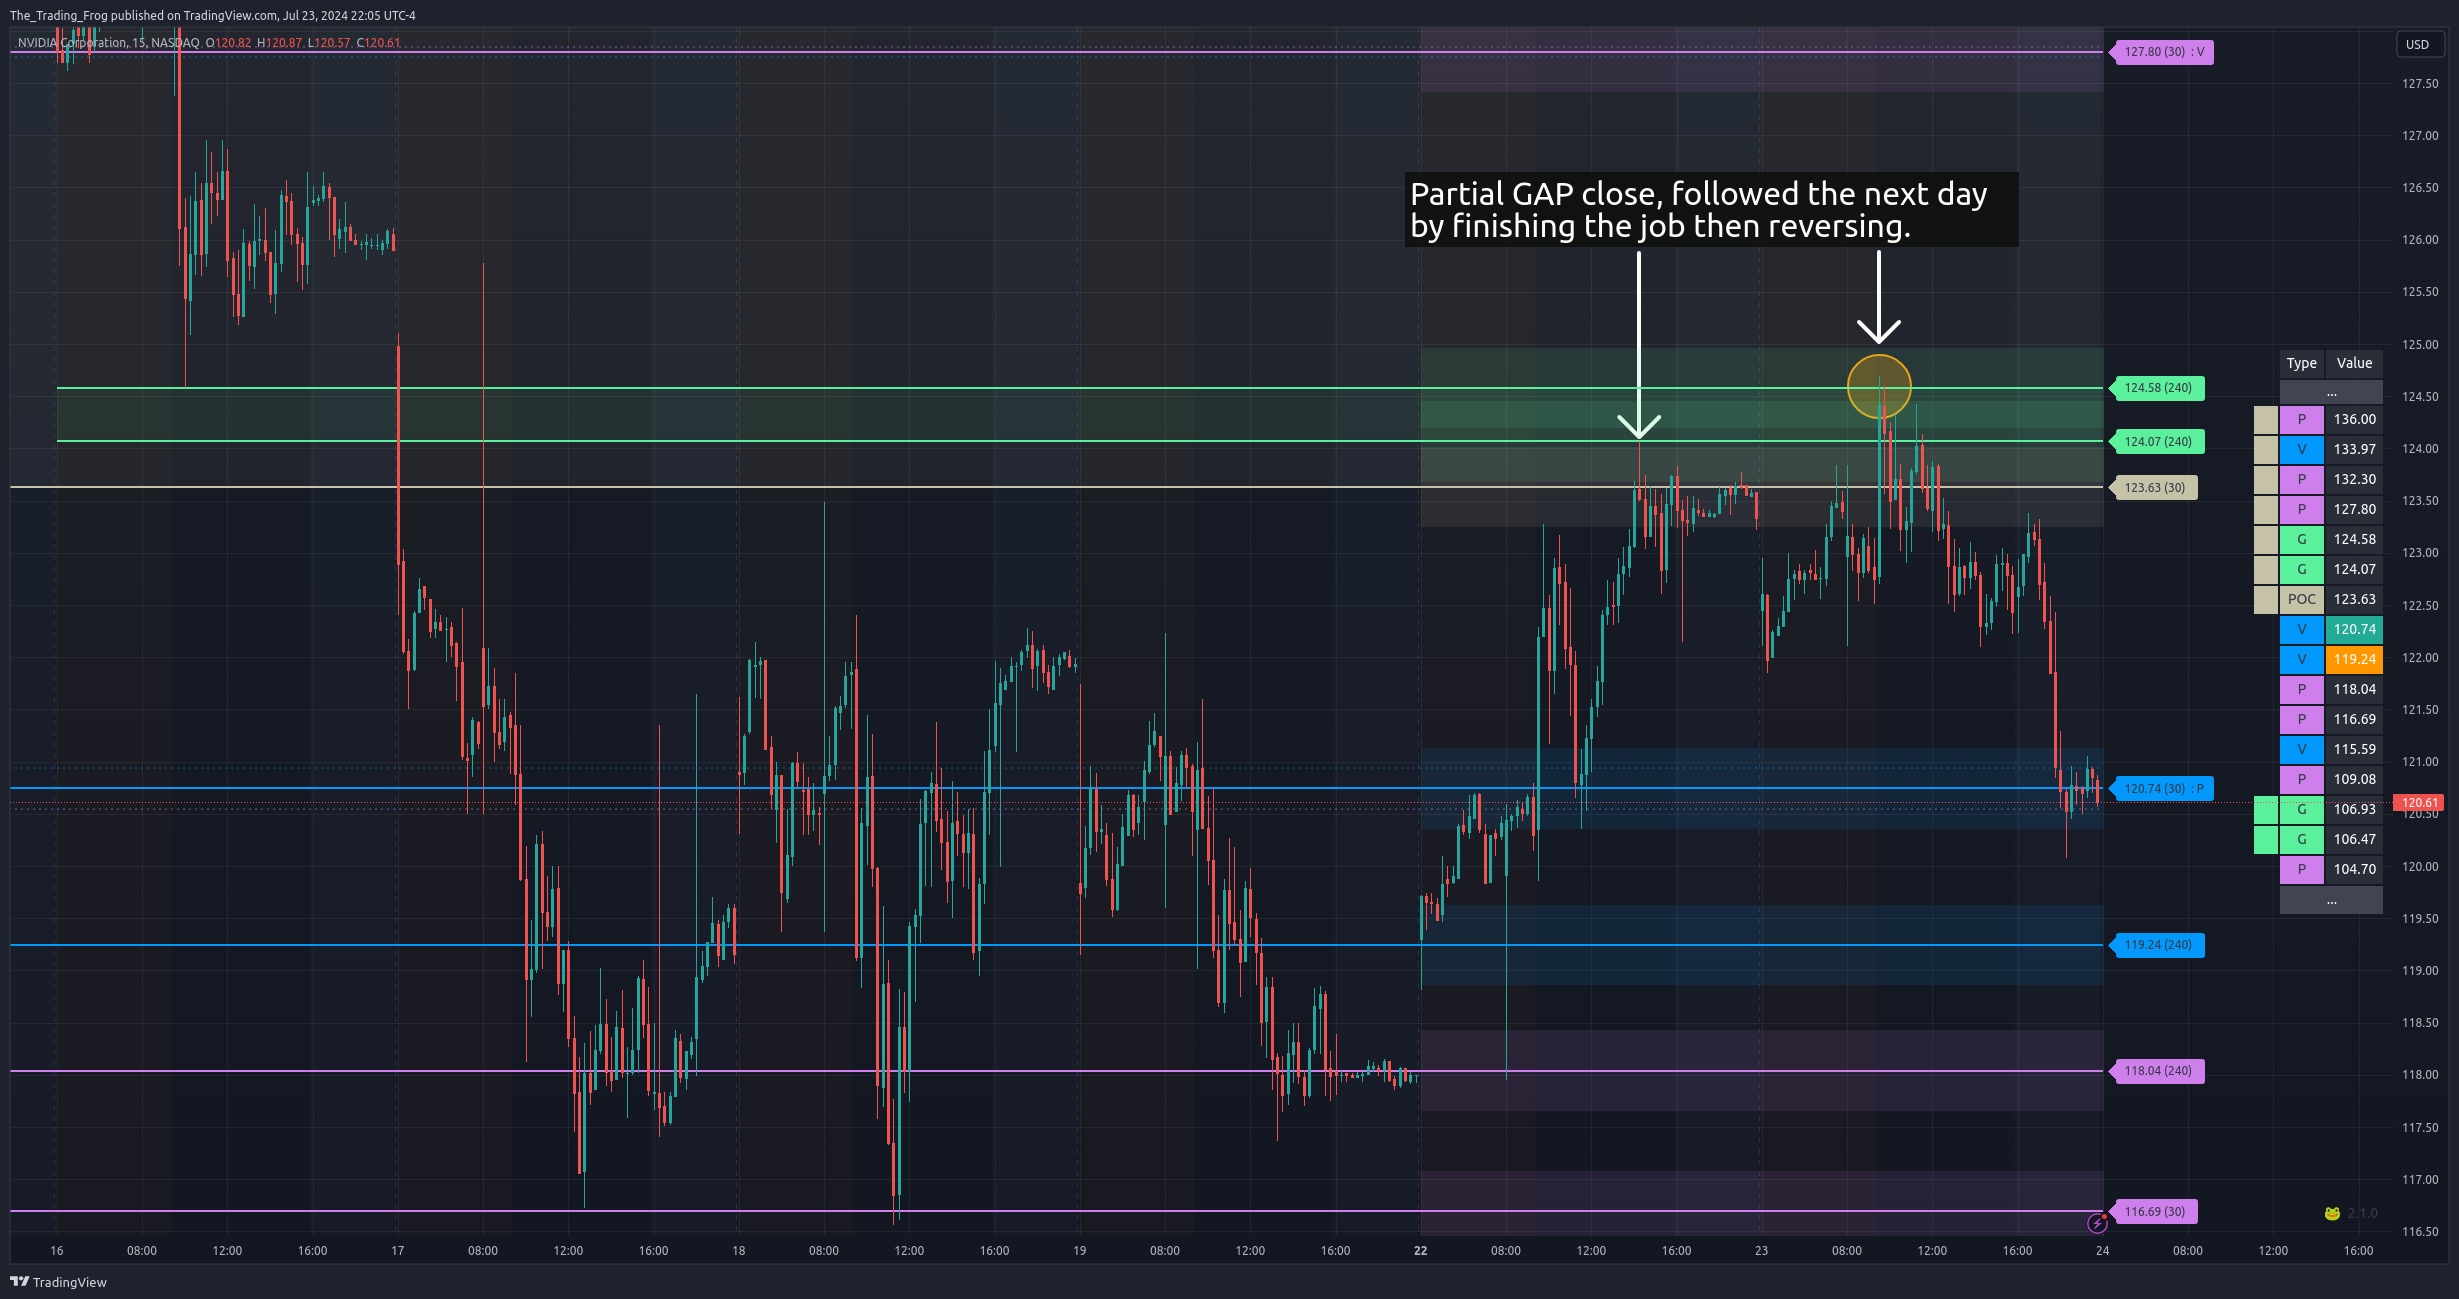 The_Trading_Frog published on TradingView.com, Jul 23, 2024 22:05 UTC-4
NVIDIA Corporation, 15, NASDAQ O120.82 H120.87 L120.57 C120.61
USD
127.80 (30) : V
127.50
127.00
126.50
126.00
125.50
125.00
124.50
124.00
123.50
123.00
122.50
122.00
121.50
121.00
120.61
120.50
120.00
119.50
119.00
118.50
118.00
117.50
117.00
116.50
Partial GAP close, followed the next day
by finishing the job then reversing.
124.58 (240)
124.07 (240)
123.63 (30)
120.74 (30) : P
119.24 (240)
118.04 (240)
116.69 (30)
Type Value
...
P 136.00
V 133.97
P 132.30
P 127.80
G 124.58
G 124.07
POC 123.63
V 120.74
V 119.24
P 118.04
P 116.69
V 115.59
P 109.08
G 106.93
G 106.47
P 104.70
...
2.1.0
16 08:00 12:00 16:00 17 08:00 12:00 16:00 18 08:00 12:00 16:00 19 08:00 12:00 16:00 22 08:00 12:00 16:00 23 08:00 12:00 16:00 24 08:00 12:00 16:00
TradingView